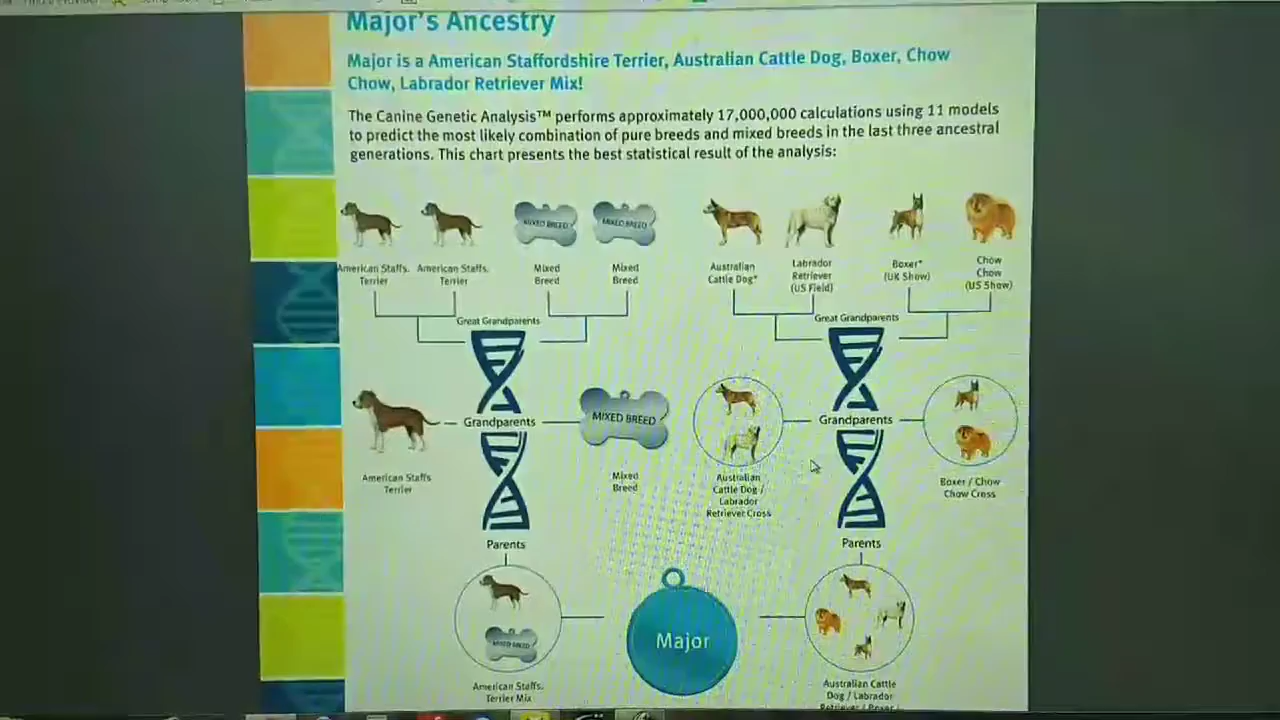 Major's Ancestry
Major is a American Staffordshire Terrier, Australian Cattle Dog, Boxer, Chow
Chow, Labrador Retriever Mix!
The Canine Genetic Analysis™ performs approximately 17,000,000 calculations using 11 models
to predict the most likely combination of pure breeds and mixed breeds in the last three ancestral
generations. This chart presents the best statistical result of the analysis:
MIXED BREED
MIXED BREED
American Staffs.
Terrier
American Staffs.
Terrier
Mixed
Breed
Mixed
Breed
Australian
Cattle Dog*
Labrador
Retriever
(US Field)
Boxer*
(UK Show)
Chow
Chow
(US Show)
Great Grandparents
Great Grandparents
MIXED BREED
Grandparents
Grandparents
American Staffs
Terrier
Mixed
Breed
Australian
Cattle Dog /
Labrador
Retriever Cross
Boxer / Chow
Chow Cross
Parents
Parents
MIXED BREED
Major
American Staffs.
Terrier Mix
Australian Cattle
Dog / Labrador
Retriever / Boxer /